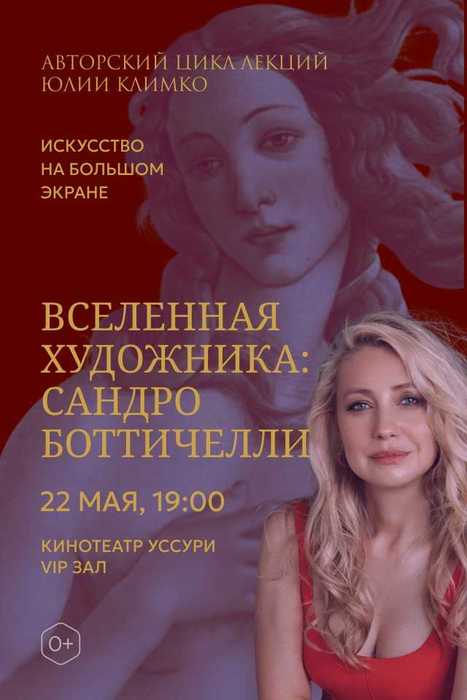 АВТОРСКИЙ ЦИКЛ ЛЕКЦИЙ
ЮЛИИ КЛИМКО
ИСКУССТВО
НА БОЛЬШОМ
ЭКРАНЕ
ВСЕЛЕННАЯ
ХУДОЖНИКА:
САНДРО
БОТТИЧЕЛЛИ
22 МАЯ, 19:00
КИНОТЕАТР УССУРИ
VIP ЗАЛ
0+